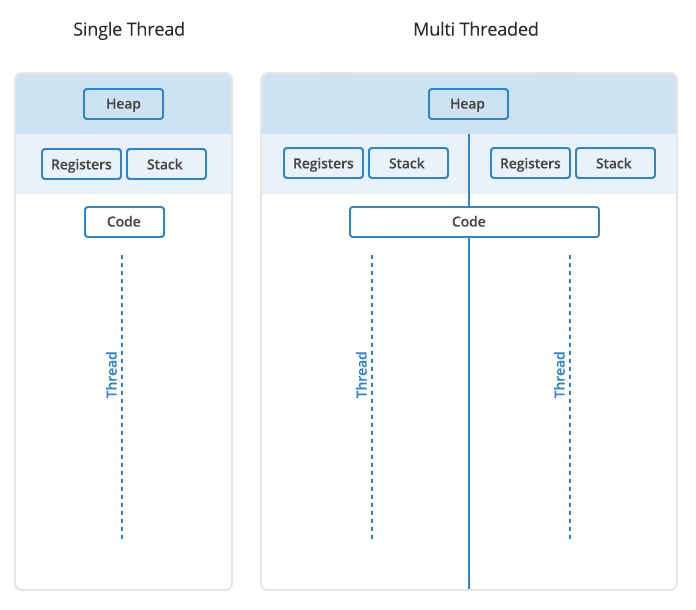 Single Thread
Multi Threaded
Heap
Registers Stack
Code
Thread
Heap
Registers Stack Registers Stack
Code
Thread Thread